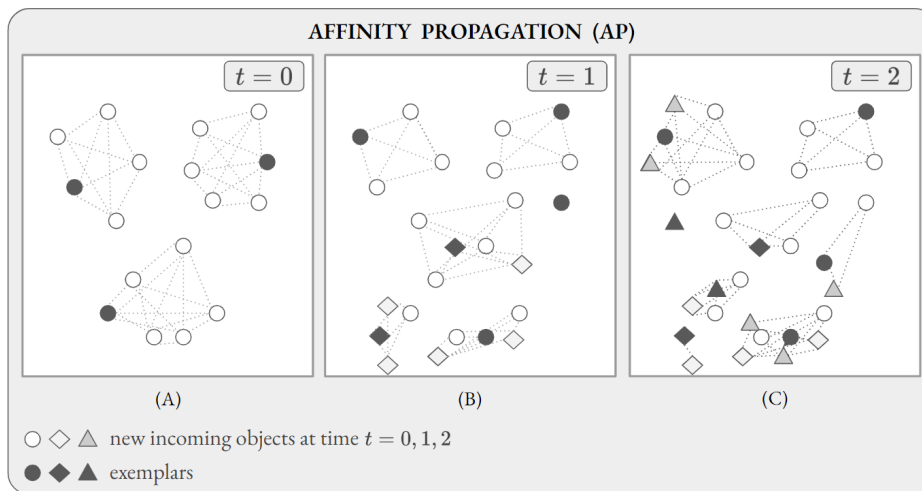 AFFINITY PROPAGATION (AP)
t = 0
t = 1
t = 2
(A)
(B)
(C)
new incoming objects at time t = 0, 1, 2
exemplars